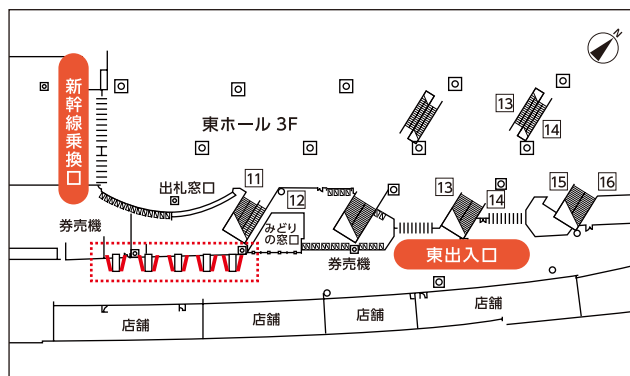 N
新幹線乗換口
東ホール 3F
13
14
出札窓口
11
12
みどり
の窓口
13
14
15
16
券売機
券売機
東出入口
店舗
店舗
店舗
店舗